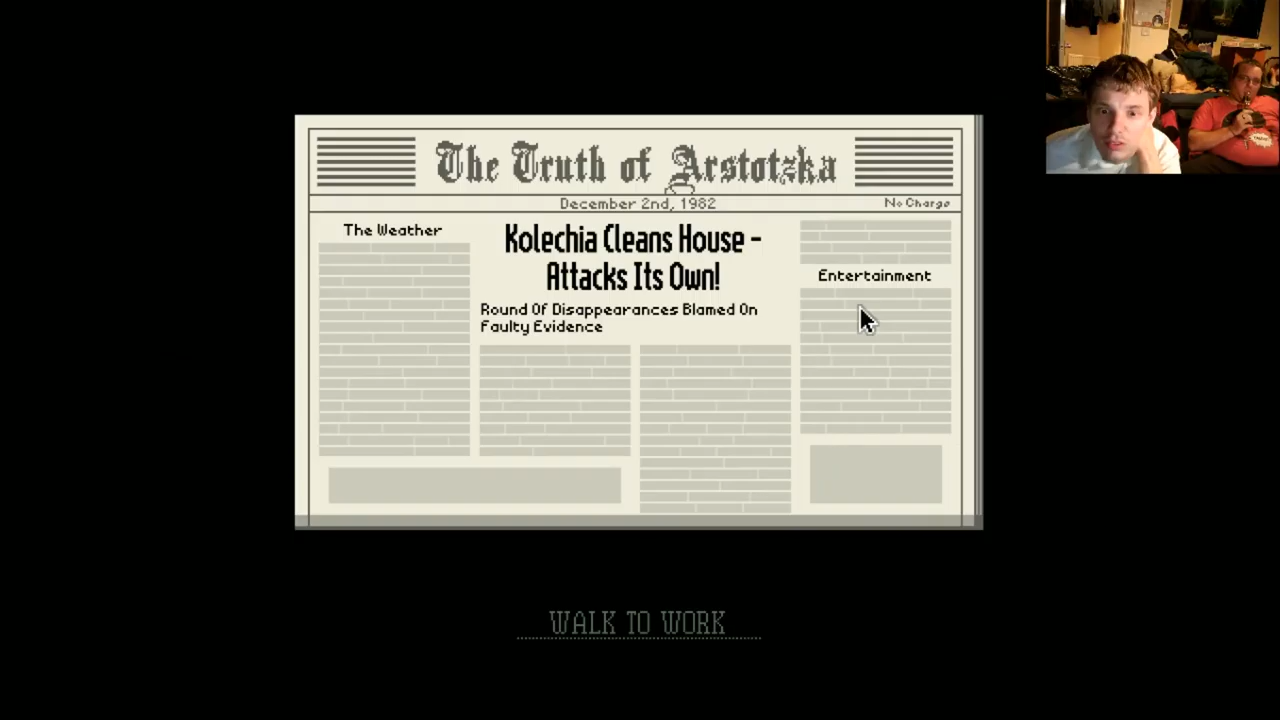 The Truth of Arstotzka
December 2nd, 1982
No Charge
The Weather
Kolechia Cleans House -
Attacks Its Own!
Round Of Disappearances Blamed On
Faulty Evidence
Entertainment
WALK TO WORK